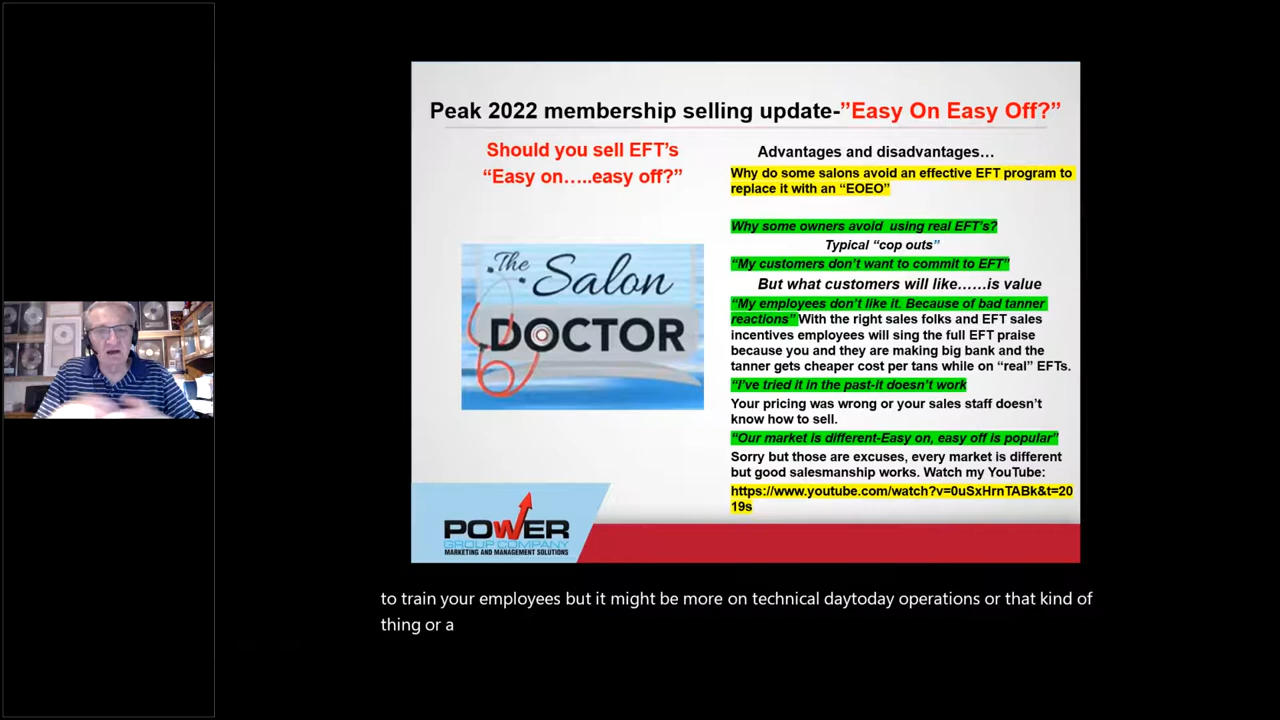 Peak 2022 membership selling update-”Easy On Easy Off?”
Should you sell EFT’s
“Easy on…..easy off?”
The
Salon
DOCTOR
Advantages and disadvantages…
Why do some salons avoid an effective EFT program to
replace it with an “EOEO”
Why some owners avoid  using real EFT’s?
Typical “cop outs”
“My customers don’t want to commit to EFT”
But what customers will like……is value
“My employees don’t like it. Because of bad tanner
reactions” With the right sales folks and EFT sales
incentives employees will sing the full EFT praise
because you and they are making big bank and the
tanner gets cheaper cost per tans while on “real” EFTs.
“I’ve tried it in the past-it doesn’t work
Your pricing was wrong or your sales staff doesn’t
know how to sell.
“Our market is different-Easy on, easy off is popular”
Sorry but those are excuses, every market is different
but good salesmanship works. Watch my YouTube:
https://www.youtube.com/watch?v=0uSxHrnTABk&t=20
19s
POWER
GROUP COMPANY
MARKETING AND MANAGEMENT SOLUTIONS
to train your employees but it might be more on technical daytoday operations or that kind of
thing or a